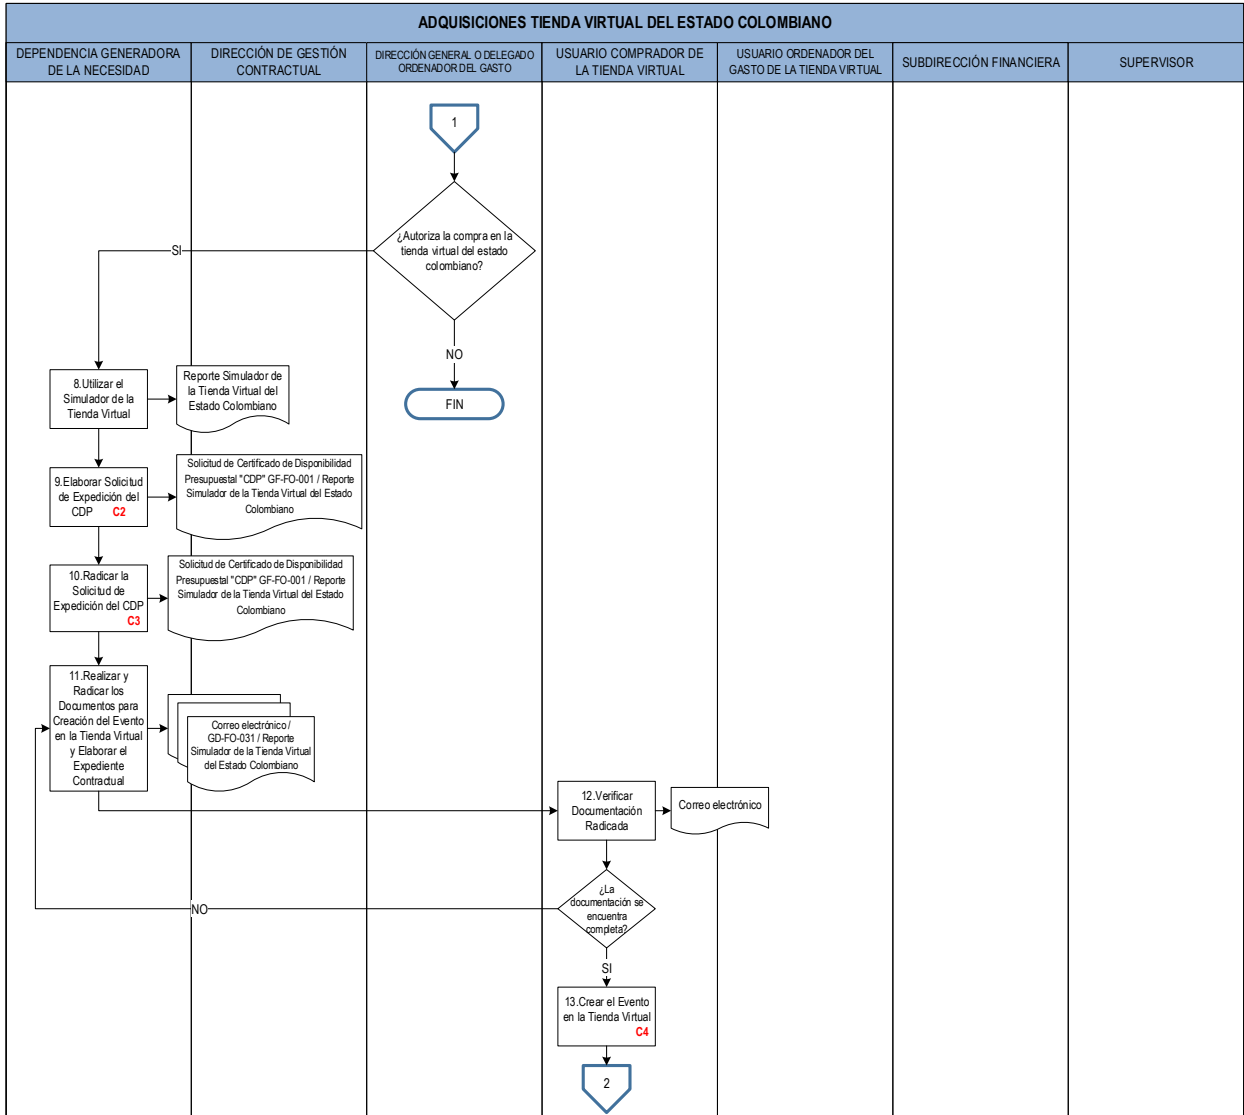 ADQUISICIONES TIENDA VIRTUAL DEL ESTADO COLOMBIANO
DEPENDENCIA GENERADORA
DE LA NECESIDAD
DIRECCIÓN DE GESTIÓN
CONTRACTUAL
DIRECCIÓN GENERAL O DELEGADO
ORDENADOR DEL GASTO
USUARIO COMPRADOR DE
LA TIENDA VIRTUAL
USUARIO ORDENADOR DEL
GASTO DE LA TIENDA VIRTUAL
SUBDIRECCIÓN FINANCIERA
SUPERVISOR
1
¿Autoriza la compra en la
tienda virtual del estado
colombiano?
SI
NO
FIN
8.Utilizar el
Simulador de la
Tienda Virtual
Reporte Simulador de
la Tienda Virtual del
Estado Colombiano
9.Elaborar Solicitud
de Expedición del
CDP C2
Solicitud de Certificado de Disponibilidad
Presupuestal "CDP" GF-FO-001 / Reporte
Simulador de la Tienda Virtual del Estado
Colombiano
10.Radicar la
Solicitud de
Expedición del CDP
C3
Solicitud de Certificado de Disponibilidad
Presupuestal "CDP" GF-FO-001 / Reporte
Simulador de la Tienda Virtual del Estado
Colombiano
11.Realizar y
Radicar los
Documentos para
Creación del Evento
en la Tienda Virtual
y Elaborar el
Expediente
Contractual
Correo electrónico /
GD-FO-031 / Reporte
Simulador de la Tienda Virtual
del Estado Colombiano
12.Verificar
Documentación
Radicada
Correo electrónico
¿La
documentación se
encuentra
completa?
NO
SI
13.Crear el Evento
en la Tienda Virtual
C4
2